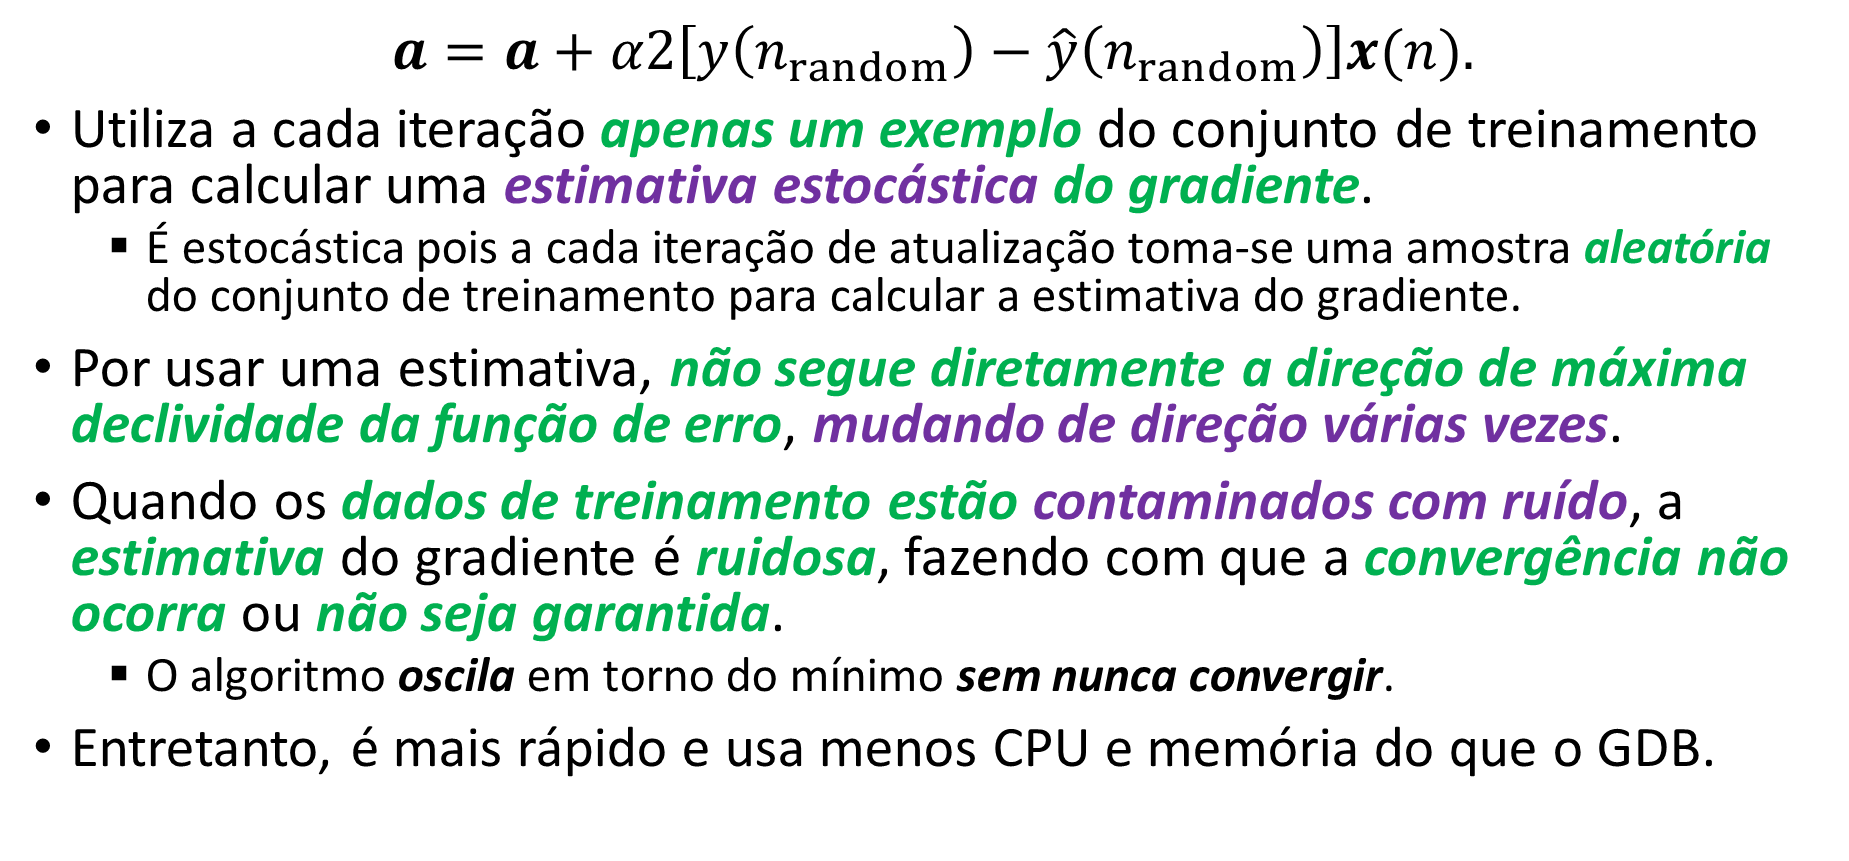 a = a + α2[y(n_random) − ŷ(n_random)]x(n).
• Utiliza a cada iteração apenas um exemplo do conjunto de treinamento
para calcular uma estimativa estocástica do gradiente.
▪ É estocástica pois a cada iteração de atualização toma-se uma amostra aleatória
do conjunto de treinamento para calcular a estimativa do gradiente.
• Por usar uma estimativa, não segue diretamente a direção de máxima
declividade da função de erro, mudando de direção várias vezes.
• Quando os dados de treinamento estão contaminados com ruído, a
estimativa do gradiente é ruidosa, fazendo com que a convergência não
ocorra ou não seja garantida.
▪ O algoritmo oscila em torno do mínimo sem nunca convergir.
• Entretanto, é mais rápido e usa menos CPU e memória do que o GDB.